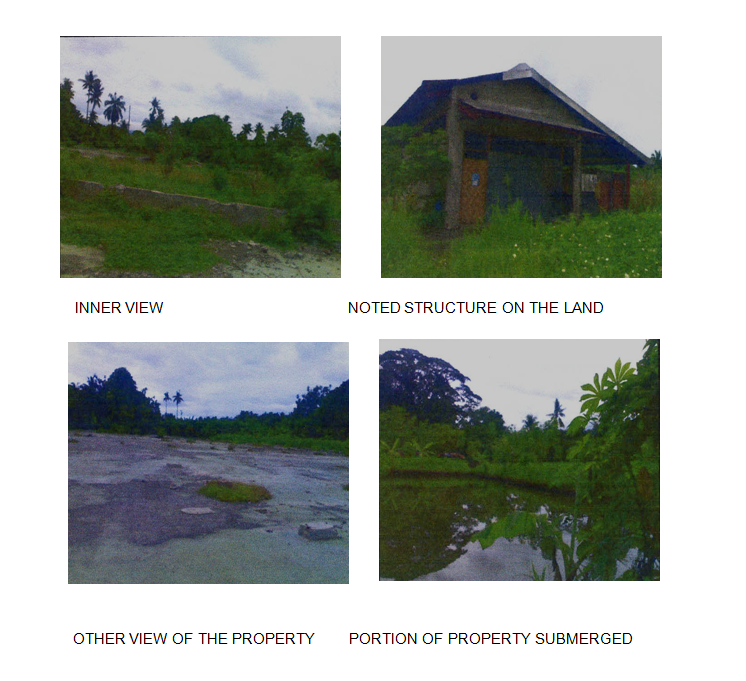 INNER VIEW
NOTED STRUCTURE ON THE LAND
OTHER VIEW OF THE PROPERTY
PORTION OF PROPERTY SUBMERGED